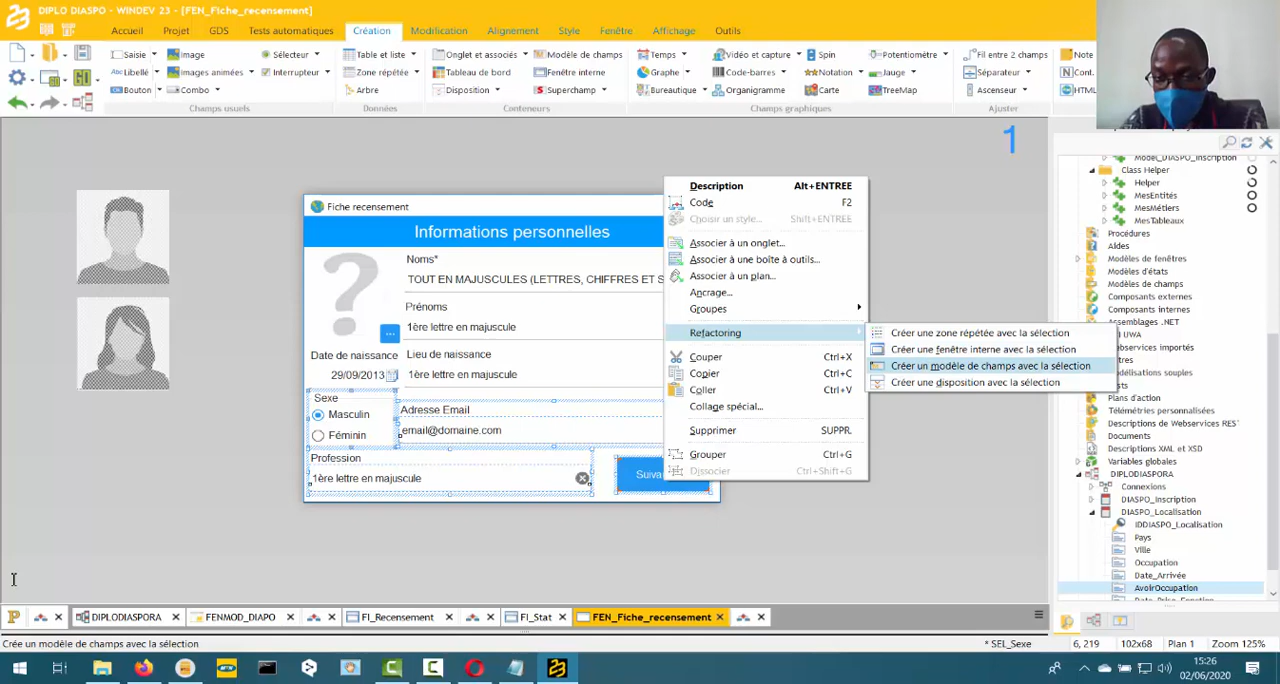 DIPLO DIASPO - WINDEV 23 - [FEN_Fiche_recensement]
Accueil Projet GDS Tests automatiques Création Modification Alignement Style Fenêtre Affichage Outils
Saisie Image Sélecteur Table et liste Onglet et associés Modèle de champs Temps Vidéo et capture Spin Potentiomètre Fil entre 2 champs Note
Libellé Images animées Interrupteur Zone répétée Tableau de bord Fenêtre interne Graphe Code-barres Notation Jauge Séparateur Cont.
Bouton Combo Arbre Disposition Superchamp Bureautique Organigramme Carte TreeMap Ascenseur HTML
Champs usuels Données Conteneurs Champs graphiques Ajuster
1
Fiche recensement
Informations personnelles
Noms*
TOUT EN MAJUSCULES (LETTRES, CHIFFRES ET S
Prénoms
1ère lettre en majuscule
...
Date de naissance Lieu de naissance
29/09/2013 1ère lettre en majuscule
Sexe
Masculin
Féminin
Adresse Email
email@domaine.com
Profession
1ère lettre en majuscule
Suiva
Description Alt+ENTREE
Code F2
Choisir un style... Shift+ENTREE
Associer à un onglet...
Associer à une boîte à outils...
Associer à un plan...
Ancrage...
Groupes
Refactoring
Couper Ctrl+X
Copier Ctrl+C
Coller Ctrl+V
Collage spécial...
Supprimer SUPPR.
Grouper Ctrl+G
Dissocier Ctrl+Shift+G
Créer une zone répétée avec la sélection
Créer une fenêtre interne avec la sélection
Créer un modèle de champs avec la sélection
Créer une disposition avec la sélection
Model_DIASPO_Inscription
Class Helper
Helper
MesEntités
MesMétiers
MesTableaux
Procédures
Aides
Modèles de fenêtres
Modèles d'états
Modèles de champs
Composants externes
Composants internes
Assemblages .NET
UWA
ebservices importés
bord
Modélisations souples
ests
Plans d'action
Télémétries personnalisées
Descriptions de Webservices RES
Documents
Descriptions XML et XSD
Variables globales
DIPLODIASPORA
Connexions
DIASPO_Inscription
DIASPO_Localisation
IDDIASPO_Localisation
Pays
Ville
Occupation
Date_Arrivée
AvoirOccupation
DIPLODIASPORA FENMOD_DIAPO FI_Recensement FI_Stat FEN_Fiche_recensement
Crée un modèle de champs avec la sélection * SEL_Sexe 6, 219 102x68 Plan 1 Zoom 125%
15:26
02/06/2020